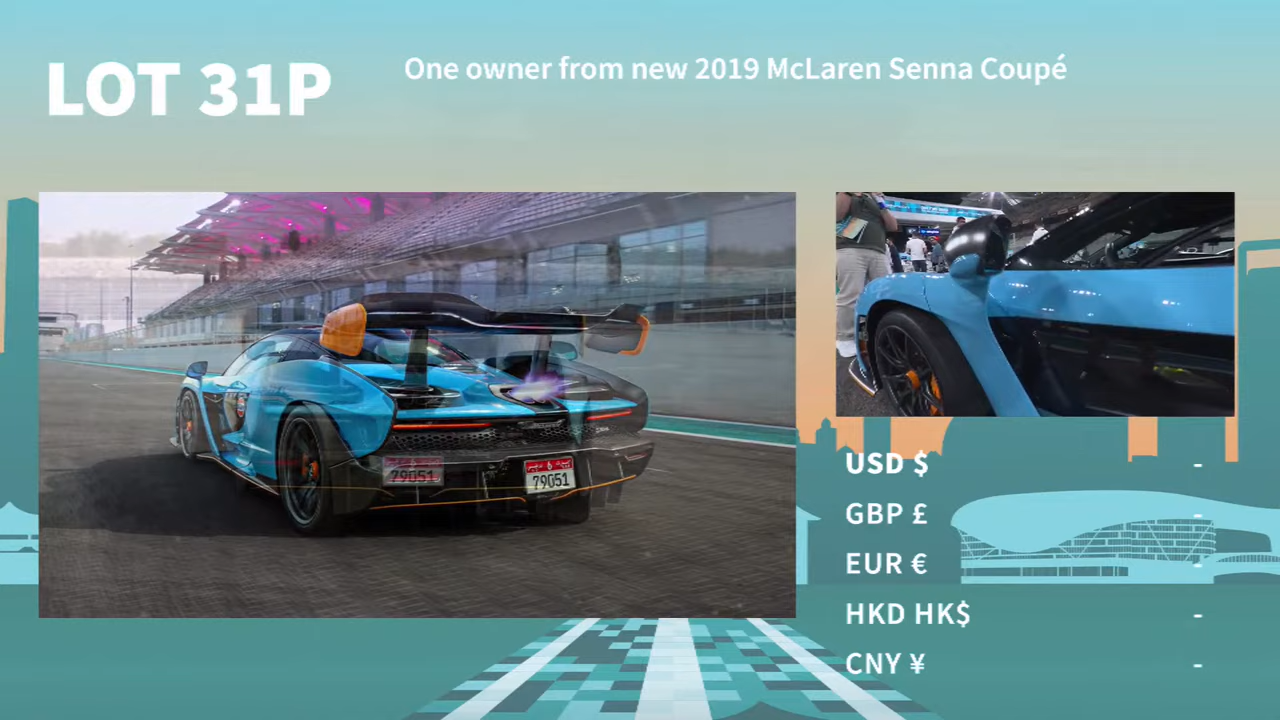 LOT 31P
One owner from new 2019 McLaren Senna Coupé
79051
79051
USD $ -
GBP £ -
EUR € -
HKD HK$ -
CNY ¥ -